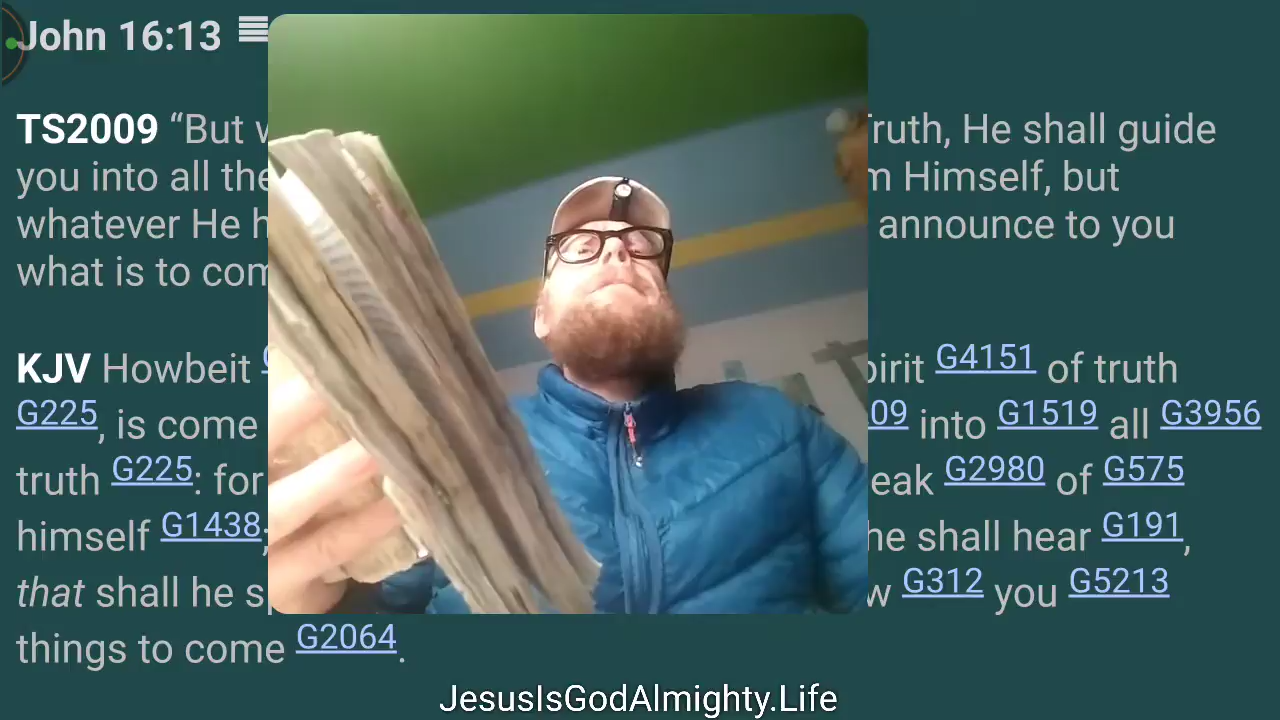 John 16:13
TS2009 “But Truth, He shall guide
you into all the Himself, but
whatever He announce to you
what is to com
KJV Howbeit pirit G4151 of truth
G225, is come 09 into G1519 all G3956
truth G225: for eak G2980 of G575
himself G1438; he shall hear G191,
that shall he w G312 you G5213
things to come G2064.
JesusIsGodAlmighty.Life